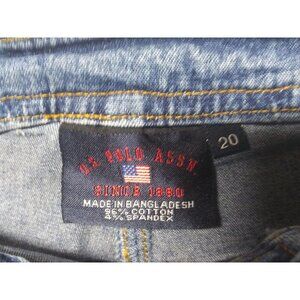 U.S. POLO ASSN.
SINCE 1890
MADE IN BANGLADESH
96% COTTON
4% SPANDEX
20